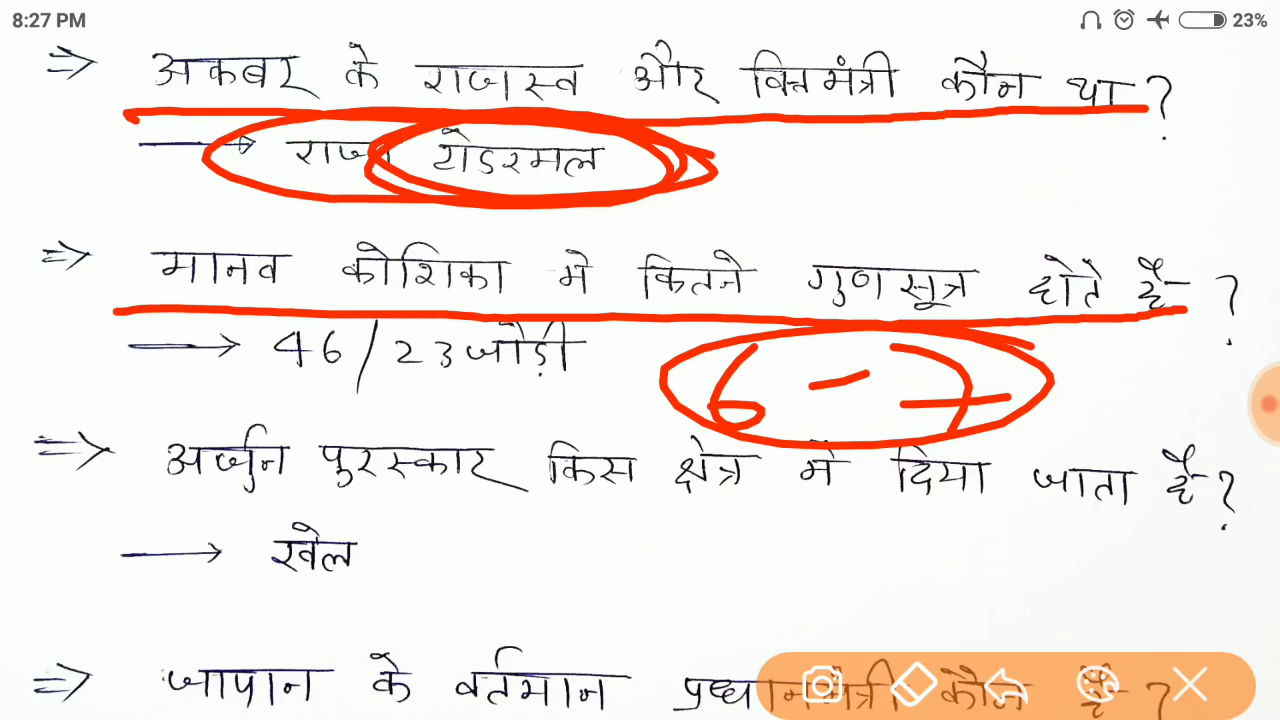 8:27 PM 23%
⇒ अकबर के राजस्व और वित्तमंत्री कौन था ?
→ राजा टोडरमल
⇒ मानव कोशिका मे कितने गुणसूत्र होते है ?
→ 46 / 23 जोड़ी
6 - 7
⇒ अर्जुन पुरस्कार किस क्षेत्र मे दिया जाता है ?
→ खेल
⇒ जापान के वर्तमान प्रधानमंत्री कौन है ?